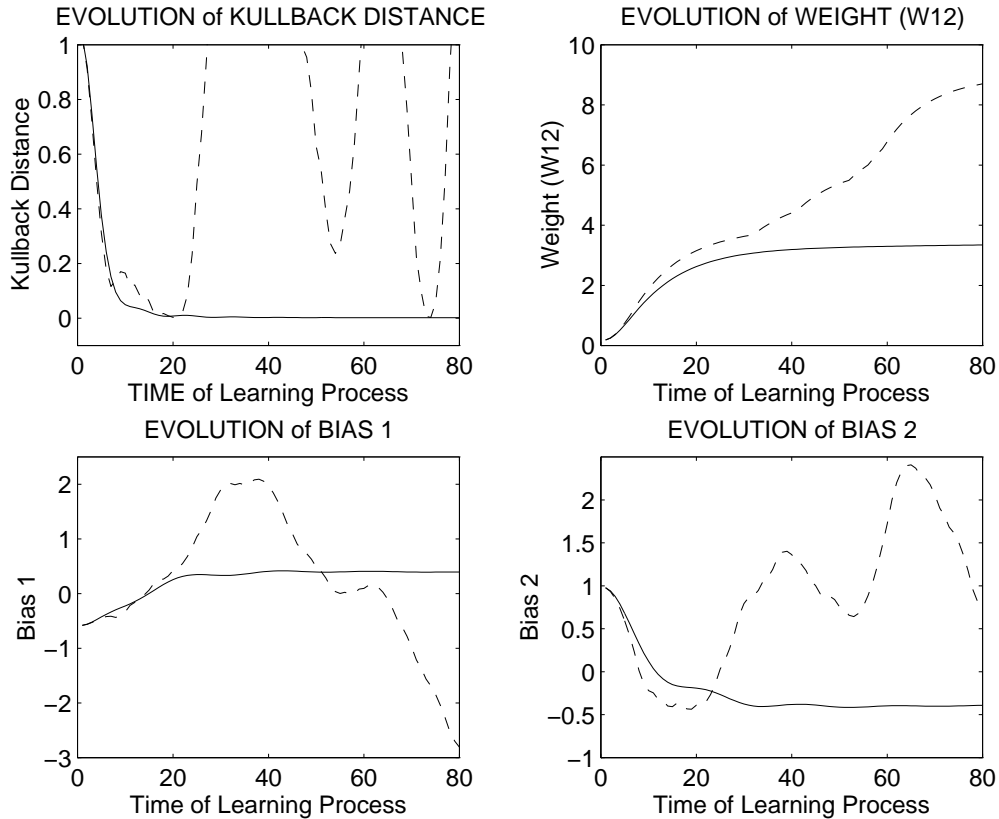 EVOLUTION of KULLBACK DISTANCE
1
0.8
0.6
0.4
0.2
0
Kullback Distance
0 20 40 60 80
TIME of Learning Process
EVOLUTION of WEIGHT (W12)
10
8
6
4
2
0
Weight (W12)
0 20 40 60 80
Time of Learning Process
EVOLUTION of BIAS 1
2
1
0
−1
−2
−3
Bias 1
0 20 40 60 80
Time of Learning Process
EVOLUTION of BIAS 2
2
1.5
1
0.5
0
−0.5
−1
Bias 2
0 20 40 60 80
Time of Learning Process